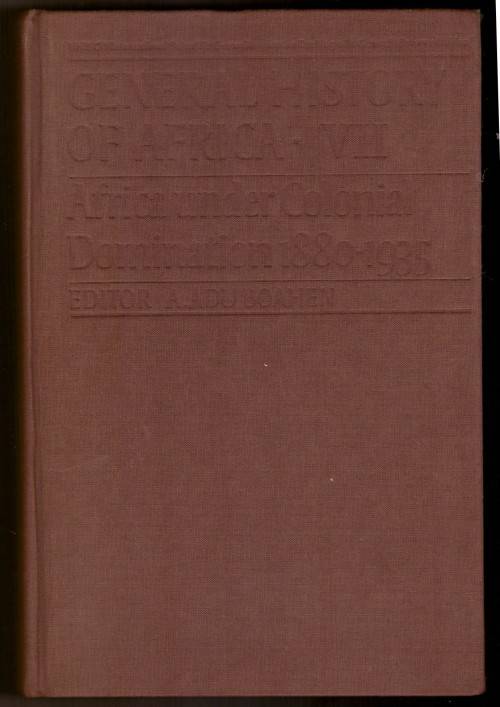 GENERAL HISTORY
OF AFRICA · VII
Africa under Colonial
Domination 1880-1935
EDITOR A. ADU BOAHEN